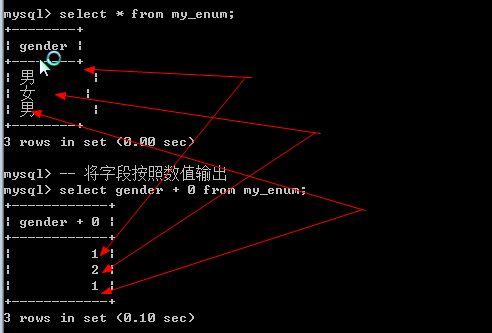 mysql> select * from my_enum;
+--------+
| gender |
+--------+
| 男 |
| 女 |
| 男 |
+--------+
3 rows in set (0.00 sec)
mysql> -- 将字段按照数值输出
mysql> select gender + 0 from my_enum;
+------------+
| gender + 0 |
+------------+
| 1 |
| 2 |
| 1 |
+------------+
3 rows in set (0.10 sec)